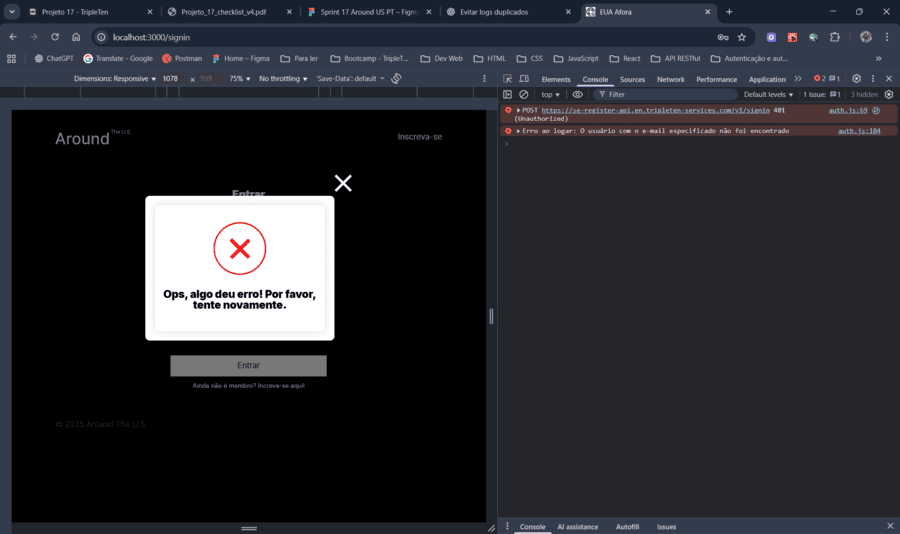 Projeto 17 - TripleTen
Projeto_17_checklist_v4.pdf
Sprint 17 Around US PT – Figm
Evitar logs duplicados
EUA Afora
localhost:3000/signin
ChatGPT
Translate - Google
Postman
Home – Figma
Para ler
Bootcamp - TripleT...
Dev Web
HTML
CSS
JavaScript
React
API RESTful
Autenticação e aut...
Dimensions: Responsive
1078
×
939
75%
No throttling
'Save-Data': default
Elements
Console
Sources
Network
Performance
Application
2
1
top
Filter
Default levels
1 Issue:
1
3 hidden
POST https://se-register-api.en.tripleten-services.com/v1/signin 401
auth.js:69
(Unauthorized)
Erro ao logar: O usuário com o e-mail especificado não foi encontrado
auth.js:104
Around The U.S.
Inscreva-se
Entrar
Ops, algo deu erro! Por favor,
tente novamente.
Entrar
Ainda não é membro? Increva-se aqui!
© 2025 Around The U.S.
Console
AI assistance
Autofill
Issues